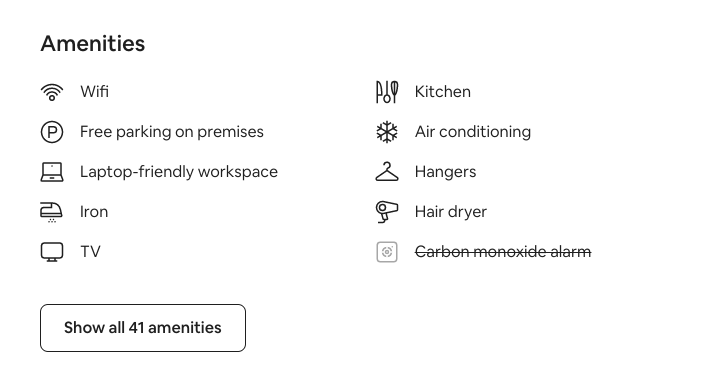 Amenities
Wifi
Kitchen
Free parking on premises
Air conditioning
Laptop-friendly workspace
Hangers
Iron
Hair dryer
TV
Carbon monoxide alarm
Show all 41 amenities